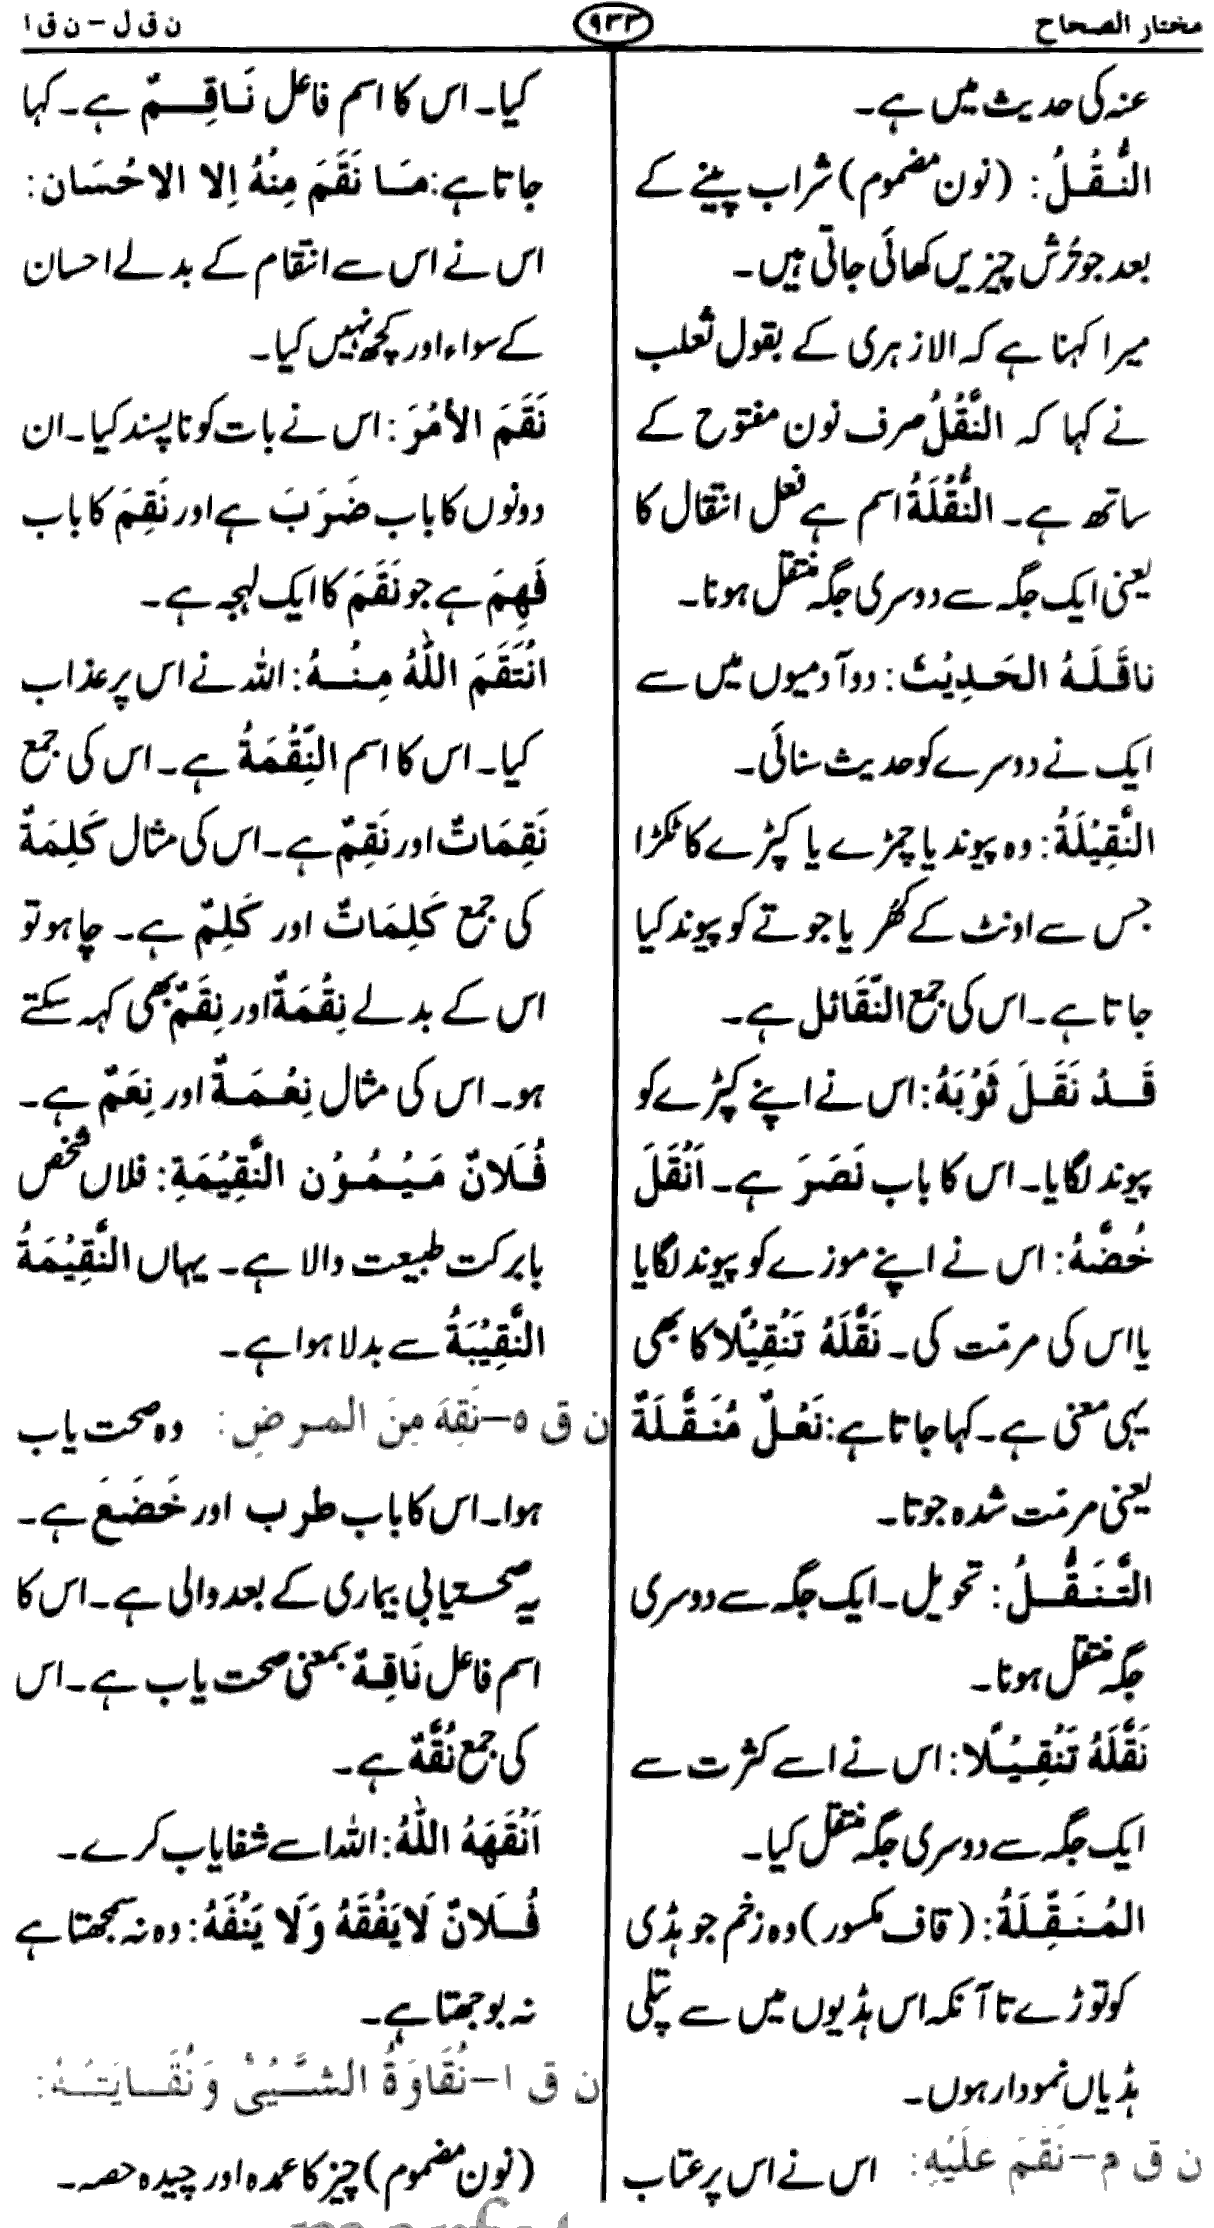 مختار الصحاح
۹۳۳
ن ق ل – ن ق ا
عنہ کی حدیث میں ہے۔
النُّقْلُ: (نون مضموم) شراب پینے کے
بعد جو تُرش چیزیں کھائی جاتی ہیں۔
میرا کہنا ہے کہ الازہری کے بقول ثعلب
نے کہا کہ النَّقْلُ صرف نون مفتوح کے
ساتھ ہے۔ النُّقْلَةُ اسم ہے فعل انتقال کا
یعنی ایک جگہ سے دوسری جگہ منتقل ہونا۔
ناقَلَهُ الحَدِيْث: دو آدمیوں میں سے
ایک نے دوسرے کو حدیث سنائی۔
النَّقِيْلَةُ: وہ پیوند یا چمڑے یا کپڑے کا ٹکڑا
جس سے اونٹ کے کُھر یا جوتے کو پیوند کیا
جاتا ہے۔ اس کی جمع النَّقَائل ہے۔
قَدْ نَقَلَ ثَوْبَهُ: اس نے اپنے کپڑے کو
پیوند لگایا۔ اس کا باب نَصَرَ ہے۔ اَنْقَلَ
خُفَّهُ: اس نے اپنے موزے کو پیوند لگایا
یا اس کی مرمّت کی۔ نَقَّلَهُ تَنْقِيْلًا کا بھی
یہی معنی ہے۔ کہا جاتا ہے: نَعْلٌ مُنَقَّلَةٌ
یعنی مرمّت شدہ جوتا۔
التَّنَقُّلُ: تحویل۔ ایک جگہ سے دوسری
جگہ منتقل ہونا۔
نَقَّلَهُ تَنْقِيْلًا: اس نے اسے کثرت سے
ایک جگہ سے دوسری جگہ منتقل کیا۔
المُنَقِّلَةُ: (قاف مکسور) وہ زخم جو ہڈی
کو توڑے تا آنکہ اس ہڈیوں میں سے پتلی
ہڈیاں نمودار ہوں۔
ن ق م – نَقَمَ عَلَيْهِ: اس نے اس پر عتاب
کیا۔ اس کا اسم فاعل نَاقِمٌ ہے۔ کہا
جاتا ہے: مَا نَقَمَ مِنْهُ اِلا الاحْسَان:
اس نے اس سے انتقام کے بدلے احسان
کے سواء اور کچھ نہیں کیا۔
نَقَمَ الأمْرَ: اس نے بات کو ناپسند کیا۔ ان
دونوں کا باب ضَرَبَ ہے اور نَقِمَ کا باب
فَهِمَ ہے جو نَقَمَ کا ایک لہجہ ہے۔
انْتَقَمَ اللّٰهُ مِنْهُ: اللہ نے اس پر عذاب
کیا۔ اس کا اسم النِّقْمَةُ ہے۔ اس کی جمع
نَقِمَاتٌ اور نَقِمٌ ہے۔ اس کی مثال کَلِمَةٌ
کی جمع کَلِمَاتٌ اور کَلِمٌ ہے۔ چاہو تو
اس کے بدلے نِقْمَةٌ اور نِقَمٌ بھی کہہ سکتے
ہو۔ اس کی مثال نِعْمَةٌ اور نِعَمٌ ہے۔
فُلَانٌ مَيْمُوْن النَّقِيْمَةِ: فلاں شخص
بابرکت طبیعت والا ہے۔ یہاں النَّقِيْمَةُ
النَّقِيْبَةُ سے بدلا ہوا ہے۔
ن ق ه – نَقِهَ مِنَ المرضِ: وہ صحت یاب
ہوا۔ اس کا باب طرب اور خَضَعَ ہے۔
یہ صحتیابی بیماری کے بعد والی ہے۔ اس کا
اسم فاعل نَاقِهٌ بمعنی صحت یاب ہے۔ اس
کی جمع نُقَّهٌ ہے۔
اَنْقَهَهُ اللّٰهُ: اللہ اسے شفایاب کرے۔
فُلَانٌ لَا يَفْقَهُ وَلَا يَنْقَهُ: وہ نہ سمجھتا ہے
نہ بوجھتا ہے۔
ن ق ا – نُقَاوَةُ الشَّيْئِ وَنُقَايَتَهُ:
(نون مضموم) چیز کا عمدہ اور چیدہ حصہ۔